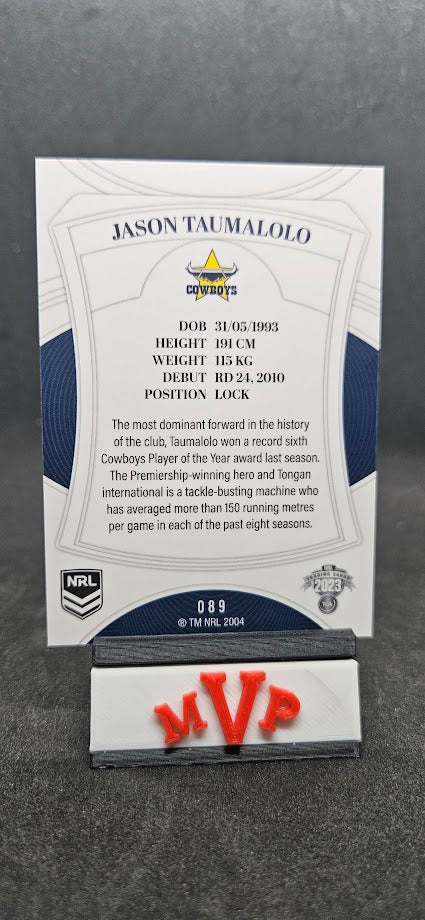 JASON TAUMALOLO
COWBOYS
DOB 31/05/1993
HEIGHT 191 CM
WEIGHT 115 KG
DEBUT RD 24, 2010
POSITION LOCK
The most dominant forward in the history
of the club, Taumalolo won a record sixth
Cowboys Player of the Year award last season.
The Premiership-winning hero and Tongan
international is a tackle-busting machine who
has averaged more than 150 running metres
per game in each of the past eight seasons.
NRL
TRADING CARDS
2023
089
® TM NRL 2004
MVP